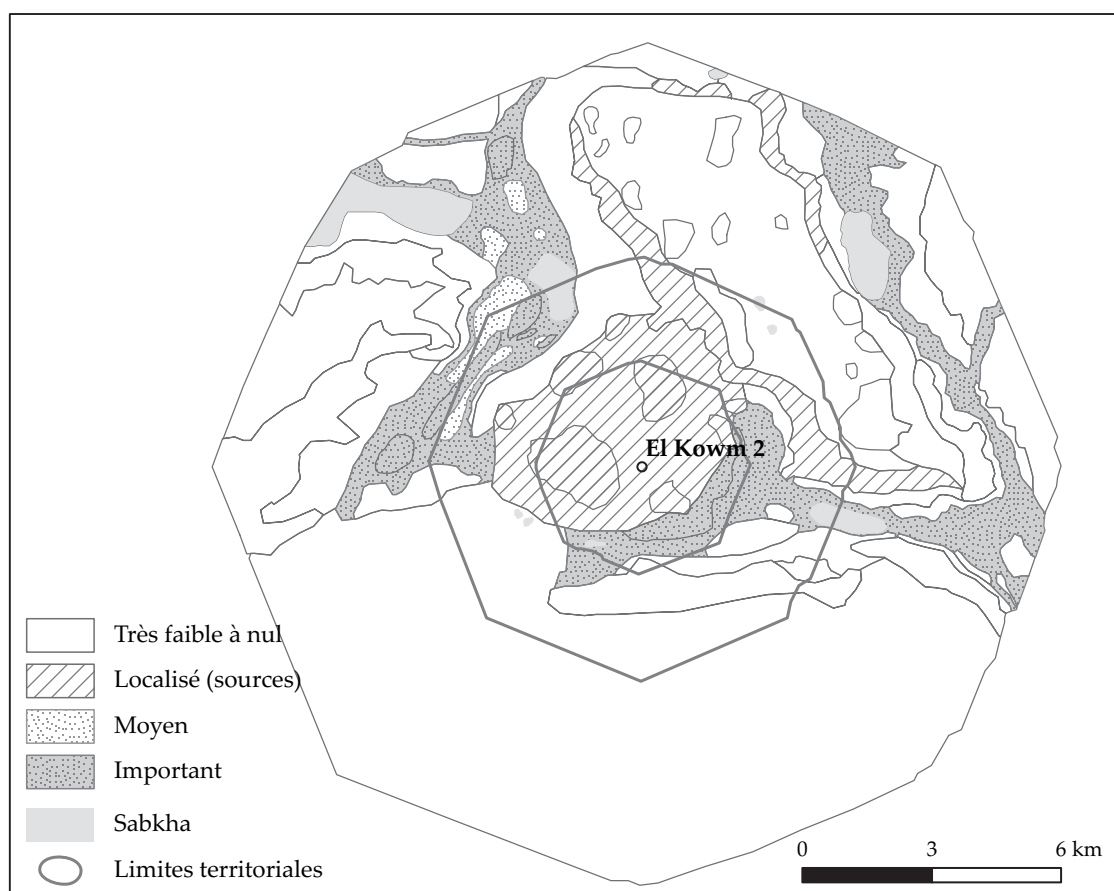 El Kowm 2
Très faible à nul
Localisé (sources)
Moyen
Important
Sabkha
Limites territoriales
0 3 6 km